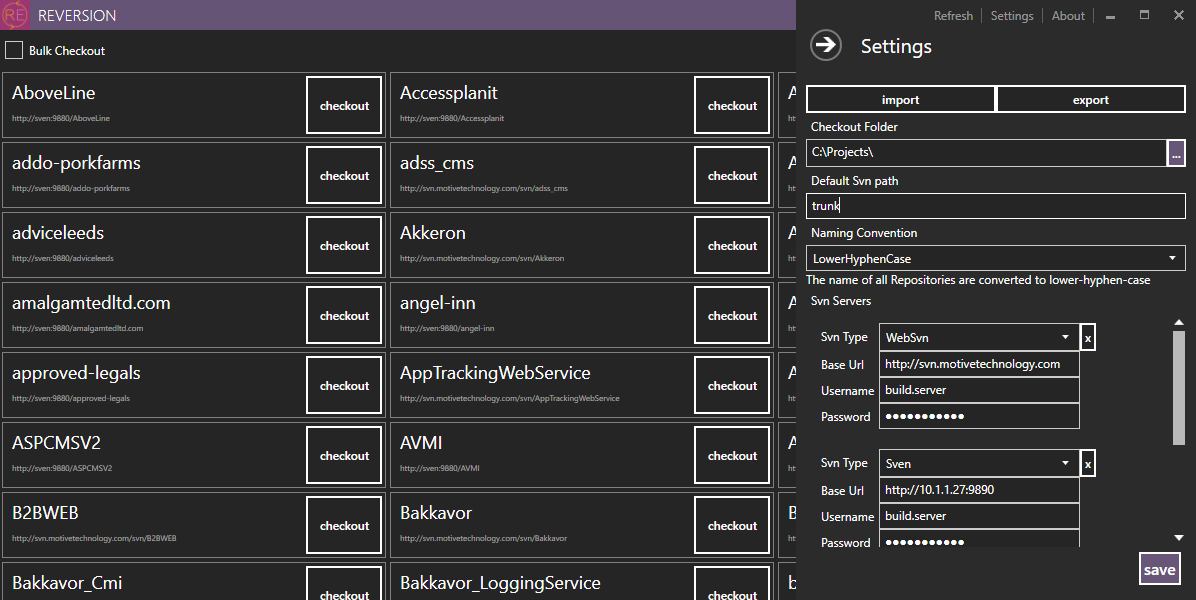 RE REVERSION
Refresh Settings About
Bulk Checkout
AboveLine
http://sven:9880/AboveLine
checkout
Accessplanit
http://sven:9880/Accessplanit
checkout
A
addo-porkfarms
http://sven:9880/addo-porkfarms
checkout
adss_cms
http://svn.motivetechnology.com/svn/adss_cms
checkout
A
adviceleeds
http://sven:9880/adviceleeds
checkout
Akkeron
http://svn.motivetechnology.com/svn/Akkeron
checkout
A
amalgamtedltd.com
http://sven:9880/amalgamtedltd.com
checkout
angel-inn
http://sven:9880/angel-inn
checkout
A
approved-legals
http://sven:9880/approved-legals
checkout
AppTrackingWebService
http://svn.motivetechnology.com/svn/AppTrackingWebService
checkout
A
ASPCMSV2
http://sven:9880/ASPCMSV2
checkout
AVMI
http://sven:9880/AVMI
checkout
A
B2BWEB
http://svn.motivetechnology.com/svn/B2BWEB
checkout
Bakkavor
http://svn.motivetechnology.com/svn/Bakkavor
checkout
B
Bakkavor_Cmi
checkout
Bakkavor_LoggingService
checkout
b
Settings
import export
Checkout Folder
C:\Projects\
...
Default Svn path
trunk
Naming Convention
LowerHyphenCase
The name of all Repositories are converted to lower-hyphen-case
Svn Servers
Svn Type WebSvn x
Base Url http://svn.motivetechnology.com
Username build.server
Password ●●●●●●●●●●●
Svn Type Sven x
Base Url http://10.1.1.27:9890
Username build.server
Password ●●●●●●●●●●●
save